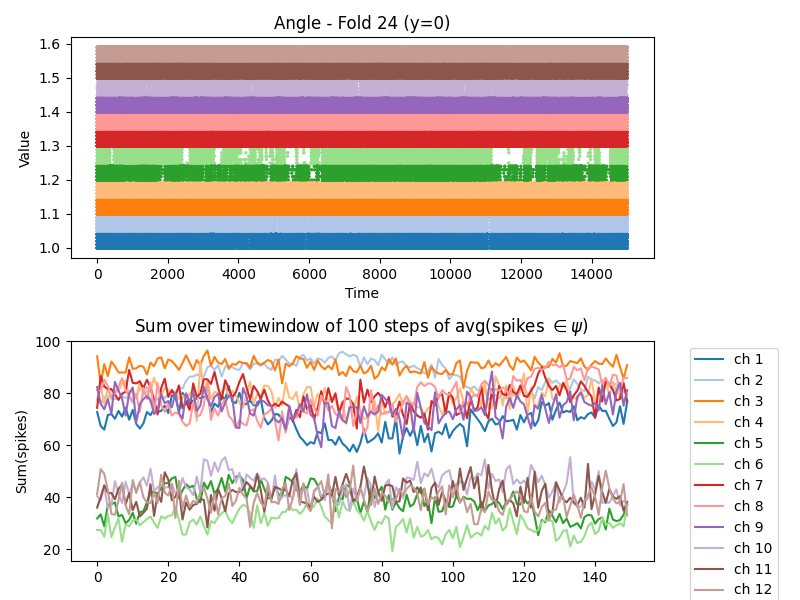 Angle - Fold 24 (y=0)
1.6
1.5
1.4
1.3
1.2
1.1
1.0
Value
0 2000 4000 6000 8000 10000 12000 14000
Time
Sum over timewindow of 100 steps of avg(spikes ∈ ψ)
100
80
60
40
20
Sum(spikes)
0 20 40 60 80 100 120 140
ch 1
ch 2
ch 3
ch 4
ch 5
ch 6
ch 7
ch 8
ch 9
ch 10
ch 11
ch 12